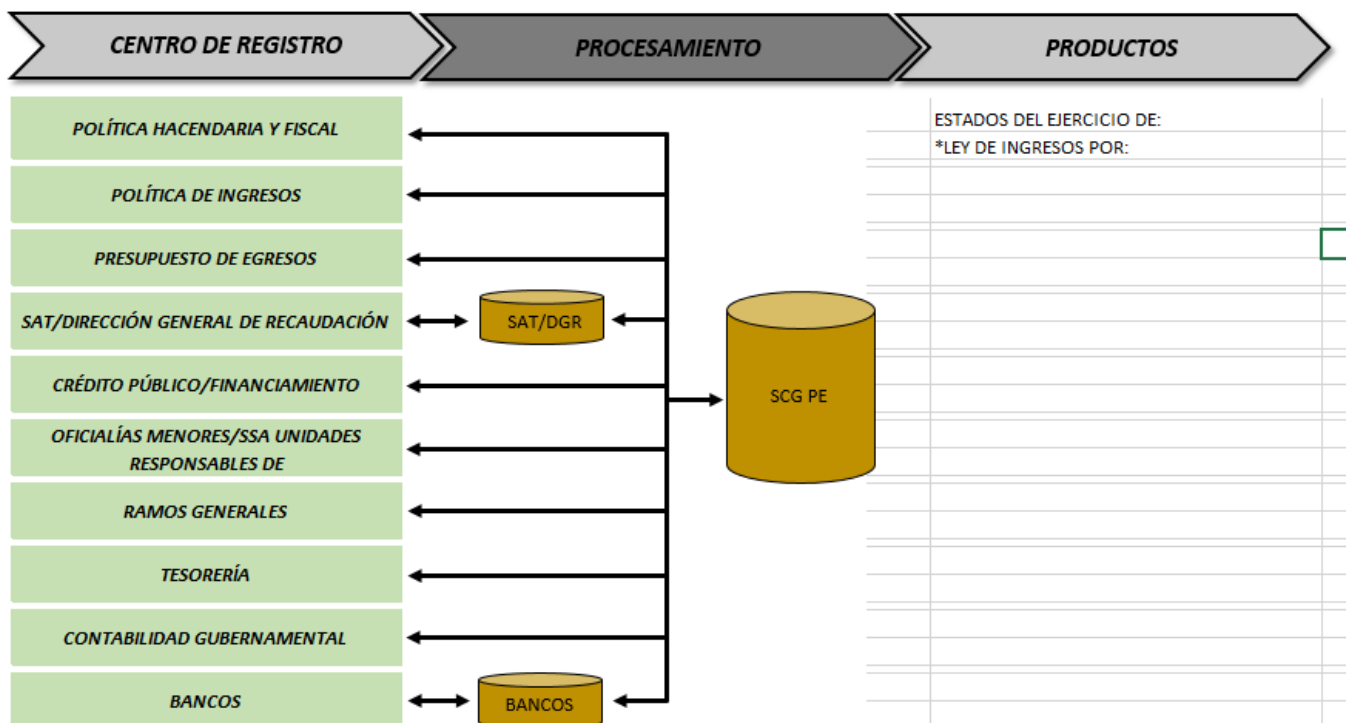 CENTRO DE REGISTRO
PROCESAMIENTO
PRODUCTOS
POLÍTICA HACENDARIA Y FISCAL
POLÍTICA DE INGRESOS
PRESUPUESTO DE EGRESOS
SAT/DIRECCIÓN GENERAL DE RECAUDACIÓN
CRÉDITO PÚBLICO/FINANCIAMIENTO
OFICIALÍAS MENORES/SSA UNIDADES
RESPONSABLES DE
RAMOS GENERALES
TESORERÍA
CONTABILIDAD GUBERNAMENTAL
BANCOS
SAT/DGR
BANCOS
SCG PE
ESTADOS DEL EJERCICIO DE:
*LEY DE INGRESOS POR: